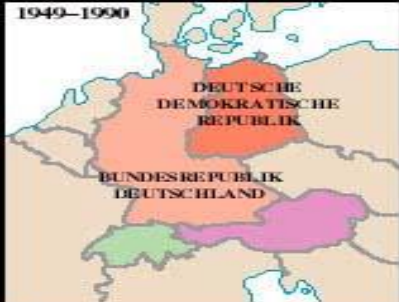 1949–1990
DEUTSCHE
DEMOKRATISCHE
REPUBLIK
BUNDESREPUBLIK
DEUTSCHLAND